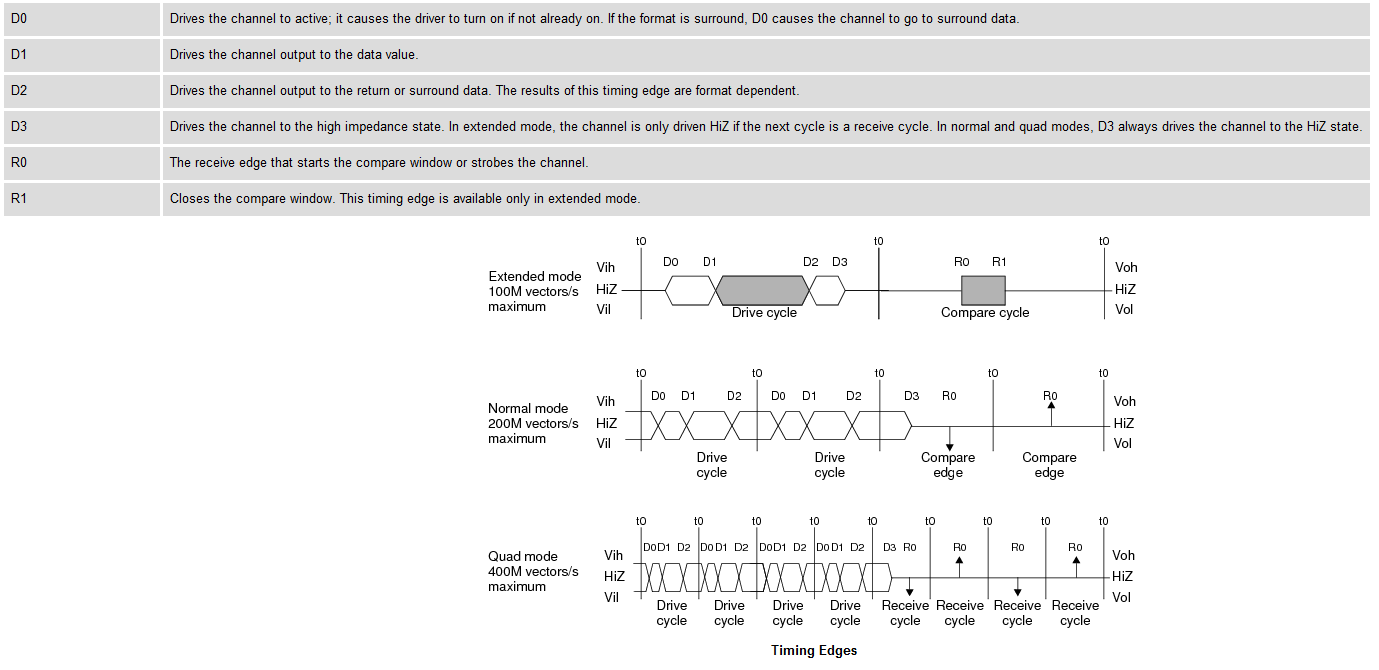 D0 Drives the channel to active; it causes the driver to turn on if not already on. If the format is surround, D0 causes the channel to go to surround data.
D1 Drives the channel output to the data value.
D2 Drives the channel output to the return or surround data. The results of this timing edge are format dependent.
D3 Drives the channel to the high impedance state. In extended mode, the channel is only driven HiZ if the next cycle is a receive cycle. In normal and quad modes, D3 always drives the channel to the HiZ state.
R0 The receive edge that starts the compare window or strobes the channel.
R1 Closes the compare window. This timing edge is available only in extended mode.
t0 t0 t0
D0 D1 D2 D3 R0 R1
Extended mode
100M vectors/s
maximum
Vih
HiZ
Vil
Voh
HiZ
Vol
Drive cycle Compare cycle
t0 t0 t0 t0 t0
D0 D1 D2 D0 D1 D2 D3 R0 R0
Normal mode
200M vectors/s
maximum
Vih
HiZ
Vil
Voh
HiZ
Vol
Drive
cycle
Drive
cycle
Compare
edge
Compare
edge
t0 t0 t0 t0 t0 t0 t0 t0 t0
D0 D1 D2 D0 D1 D2 D0 D1 D2 D0 D1 D2 D3 R0 R0 R0 R0
Quad mode
400M vectors/s
maximum
Vih
HiZ
Vil
Voh
HiZ
Vol
Drive
cycle
Drive
cycle
Drive
cycle
Drive
cycle
Receive
cycle
Receive
cycle
Receive
cycle
Receive
cycle
Timing Edges